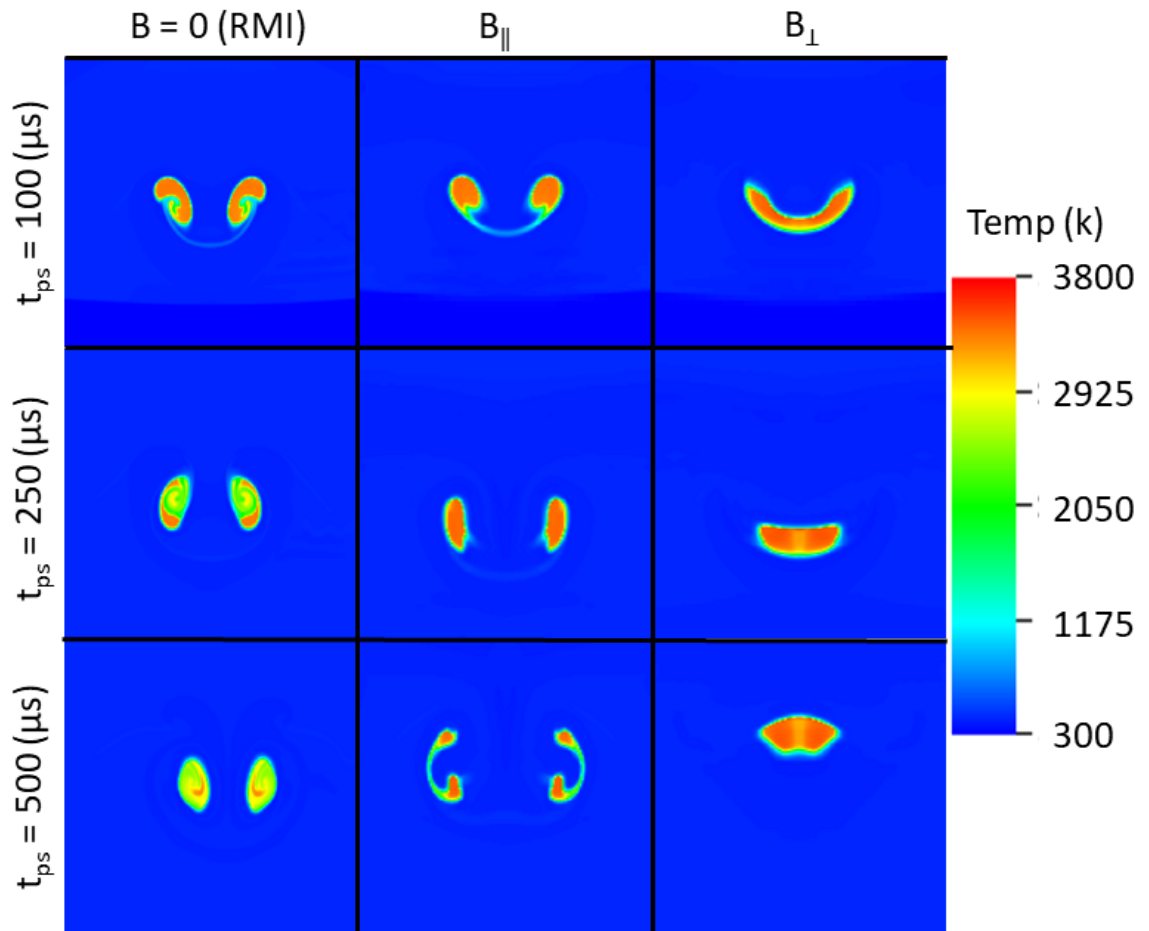 B = 0 (RMI)
B∥
B⊥
tps = 100 (μs)
tps = 250 (μs)
tps = 500 (μs)
Temp (k)
3800
2925
2050
1175
300